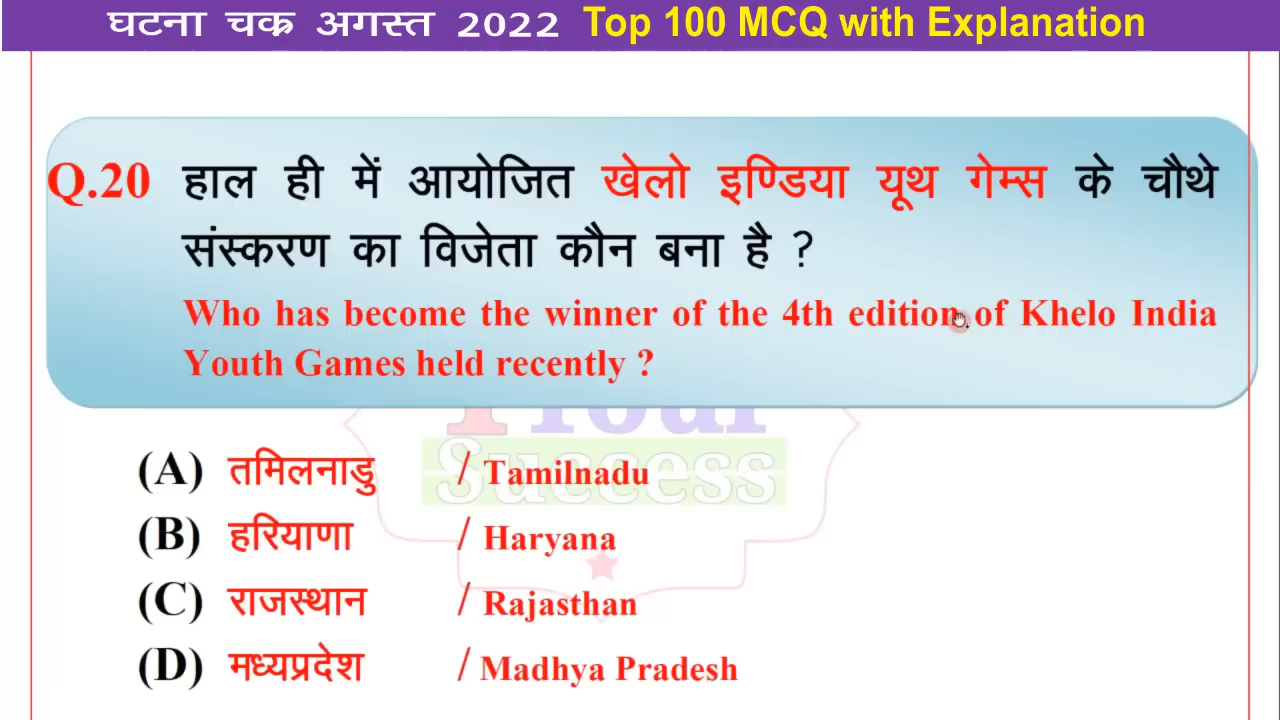 घटना चक्र अगस्त 2022 Top 100 MCQ with Explanation
Q.20 हाल ही में आयोजित खेलो इण्डिया यूथ गेम्स के चौथे
संस्करण का विजेता कौन बना है ?
Who has become the winner of the 4th edition of Khelo India
Youth Games held recently ?
Your
Success
(A) तमिलनाडु / Tamilnadu
(B) हरियाणा / Haryana
(C) राजस्थान / Rajasthan
(D) मध्यप्रदेश / Madhya Pradesh